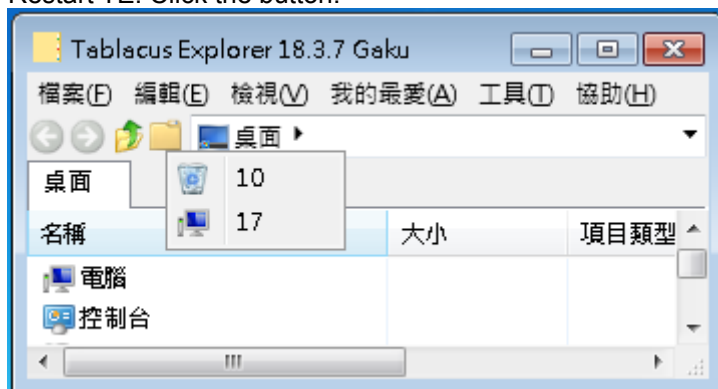 Restart TE. Click the button.
Tablacus Explorer 18.3.7 Gaku
檔案(F) 編輯(E) 檢視(V) 我的最愛(A) 工具(T) 協助(H)
桌面
桌面
10
17
名稱 大小 項目類型
電腦
控制台